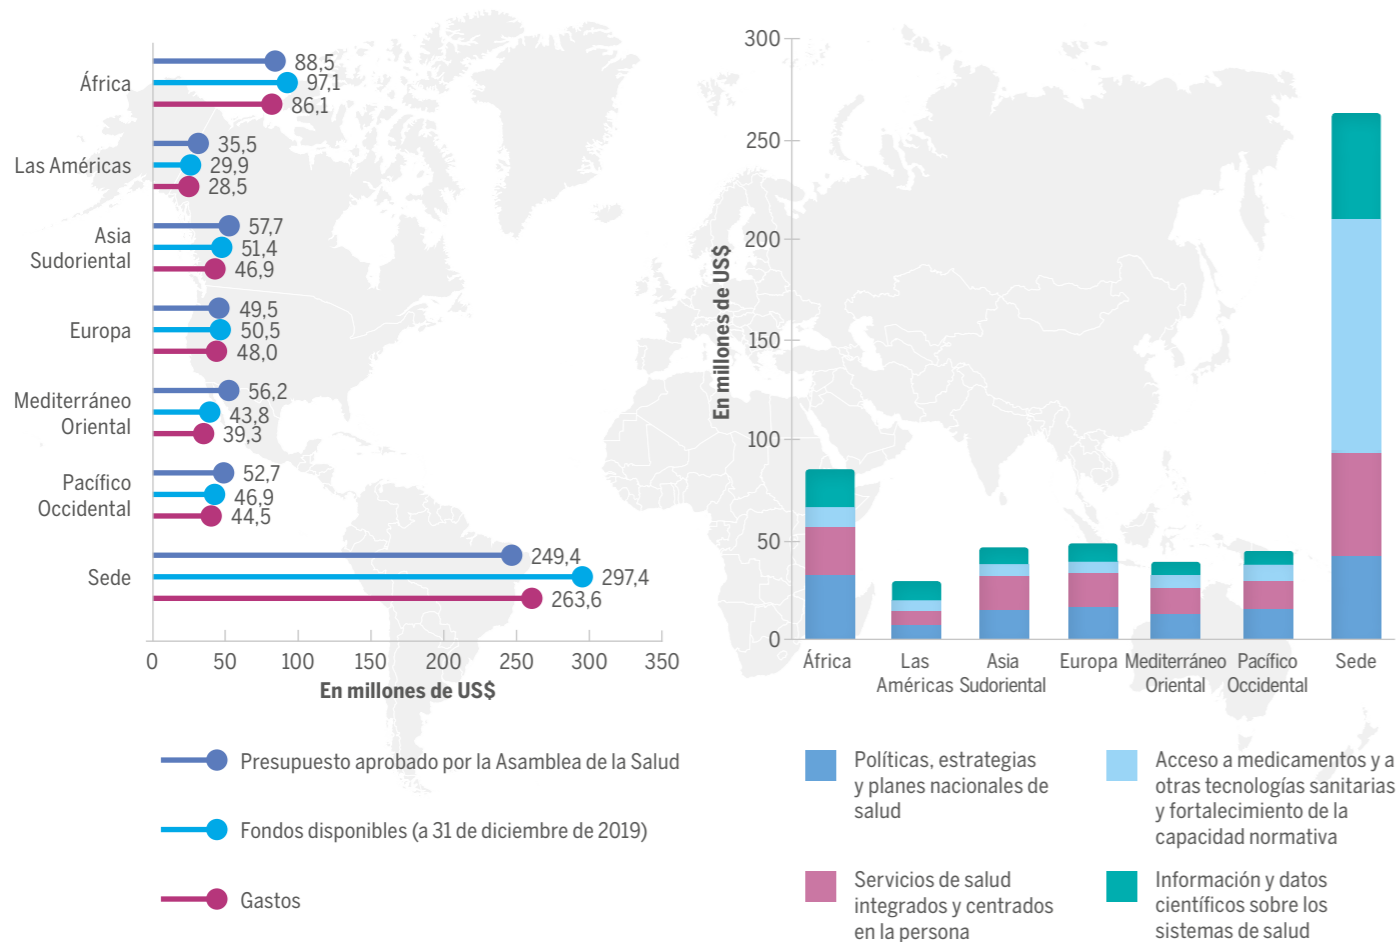 África
88,5
97,1
86,1
Las Américas
35,5
29,9
28,5
Asia
Sudoriental
57,7
51,4
46,9
Europa
49,5
50,5
48,0
Mediterráneo
Oriental
56,2
43,8
39,3
Pacífico
Occidental
52,7
46,9
44,5
Sede
249,4
297,4
263,6
0 50 100 150 200 250 300 350
En millones de US$
Presupuesto aprobado por la Asamblea de la Salud
Fondos disponibles (a 31 de diciembre de 2019)
Gastos
En millones de US$
300
250
200
150
100
50
0
África
Las
Américas
Asia
Sudoriental
Europa
Mediterráneo
Oriental
Pacífico
Occidental
Sede
Políticas, estrategias
y planes nacionales de
salud
Servicios de salud
integrados y centrados
en la persona
Acceso a medicamentos y a
otras tecnologías sanitarias
y fortalecimiento de la
capacidad normativa
Información y datos
científicos sobre los
sistemas de salud